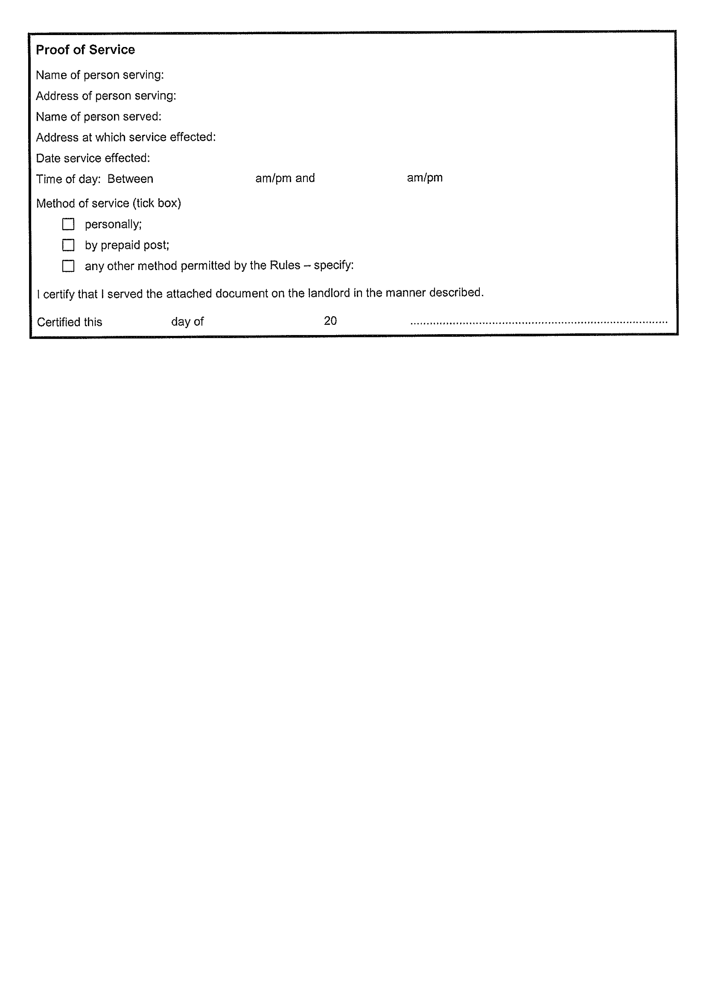 Proof of Service
Name of person serving:
Address of person serving:
Name of person served:
Address at which service effected:
Date service effected:
Time of day: Between am/pm and am/pm
Method of service (tick box)
personally;
by prepaid post;
any other method permitted by the Rules – specify:
I certify that I served the attached document on the landlord in the manner described.
Certified this day of 20 ................................................................................